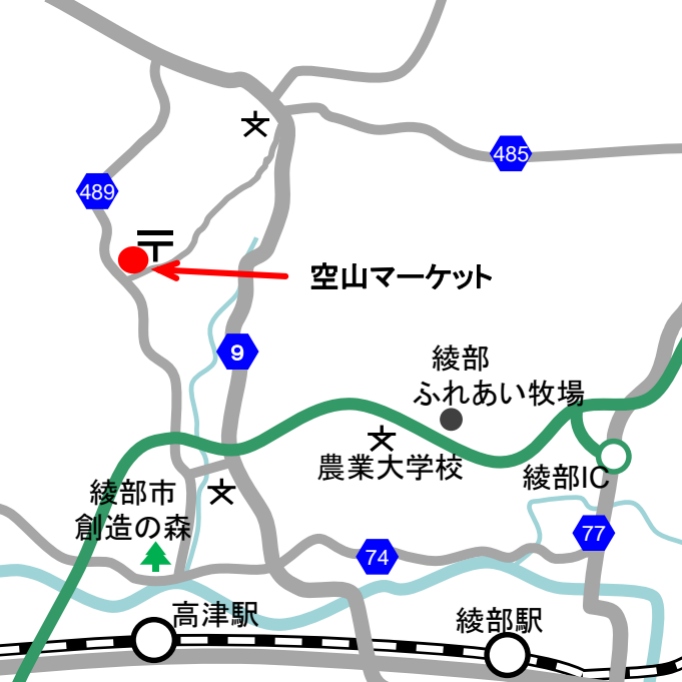 485
489
空山マーケット
9
綾部
ふれあい牧場
農業大学校
綾部IC
綾部市
創造の森
77
74
高津駅
綾部駅